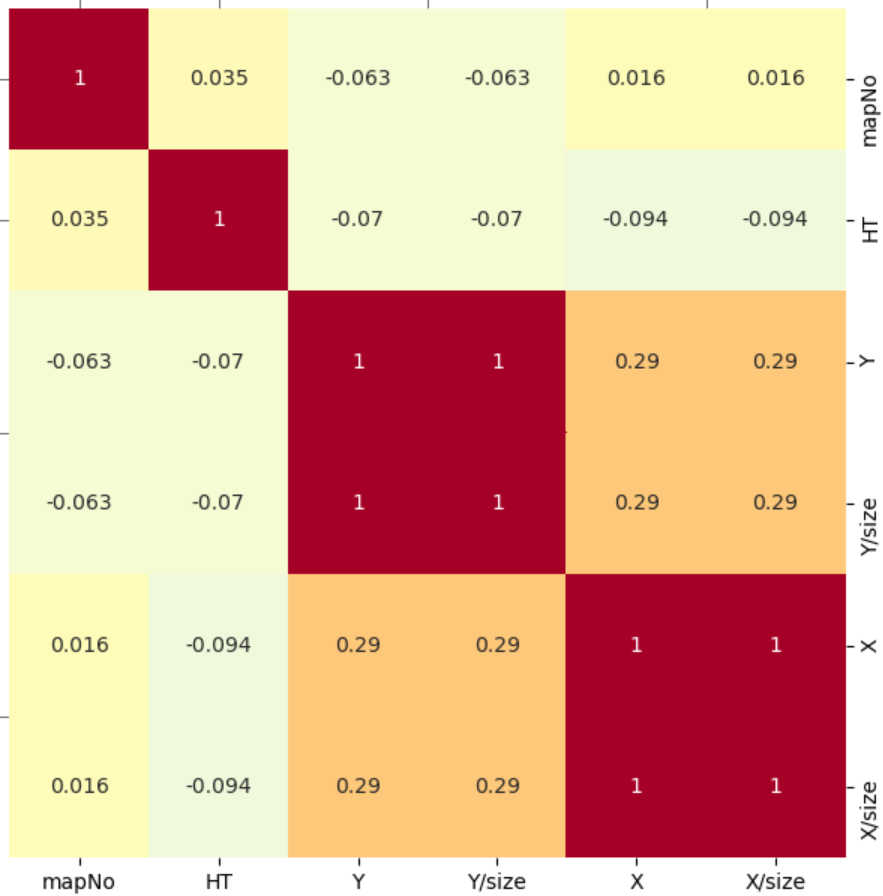 1 0.035 -0.063 -0.063 0.016 0.016 mapNo
0.035 1 -0.07 -0.07 -0.094 -0.094 HT
-0.063 -0.07 1 1 0.29 0.29 Y
-0.063 -0.07 1 1 0.29 0.29 Y/size
0.016 -0.094 0.29 0.29 1 1 X
0.016 -0.094 0.29 0.29 1 1 X/size
mapNo HT Y Y/size X X/size